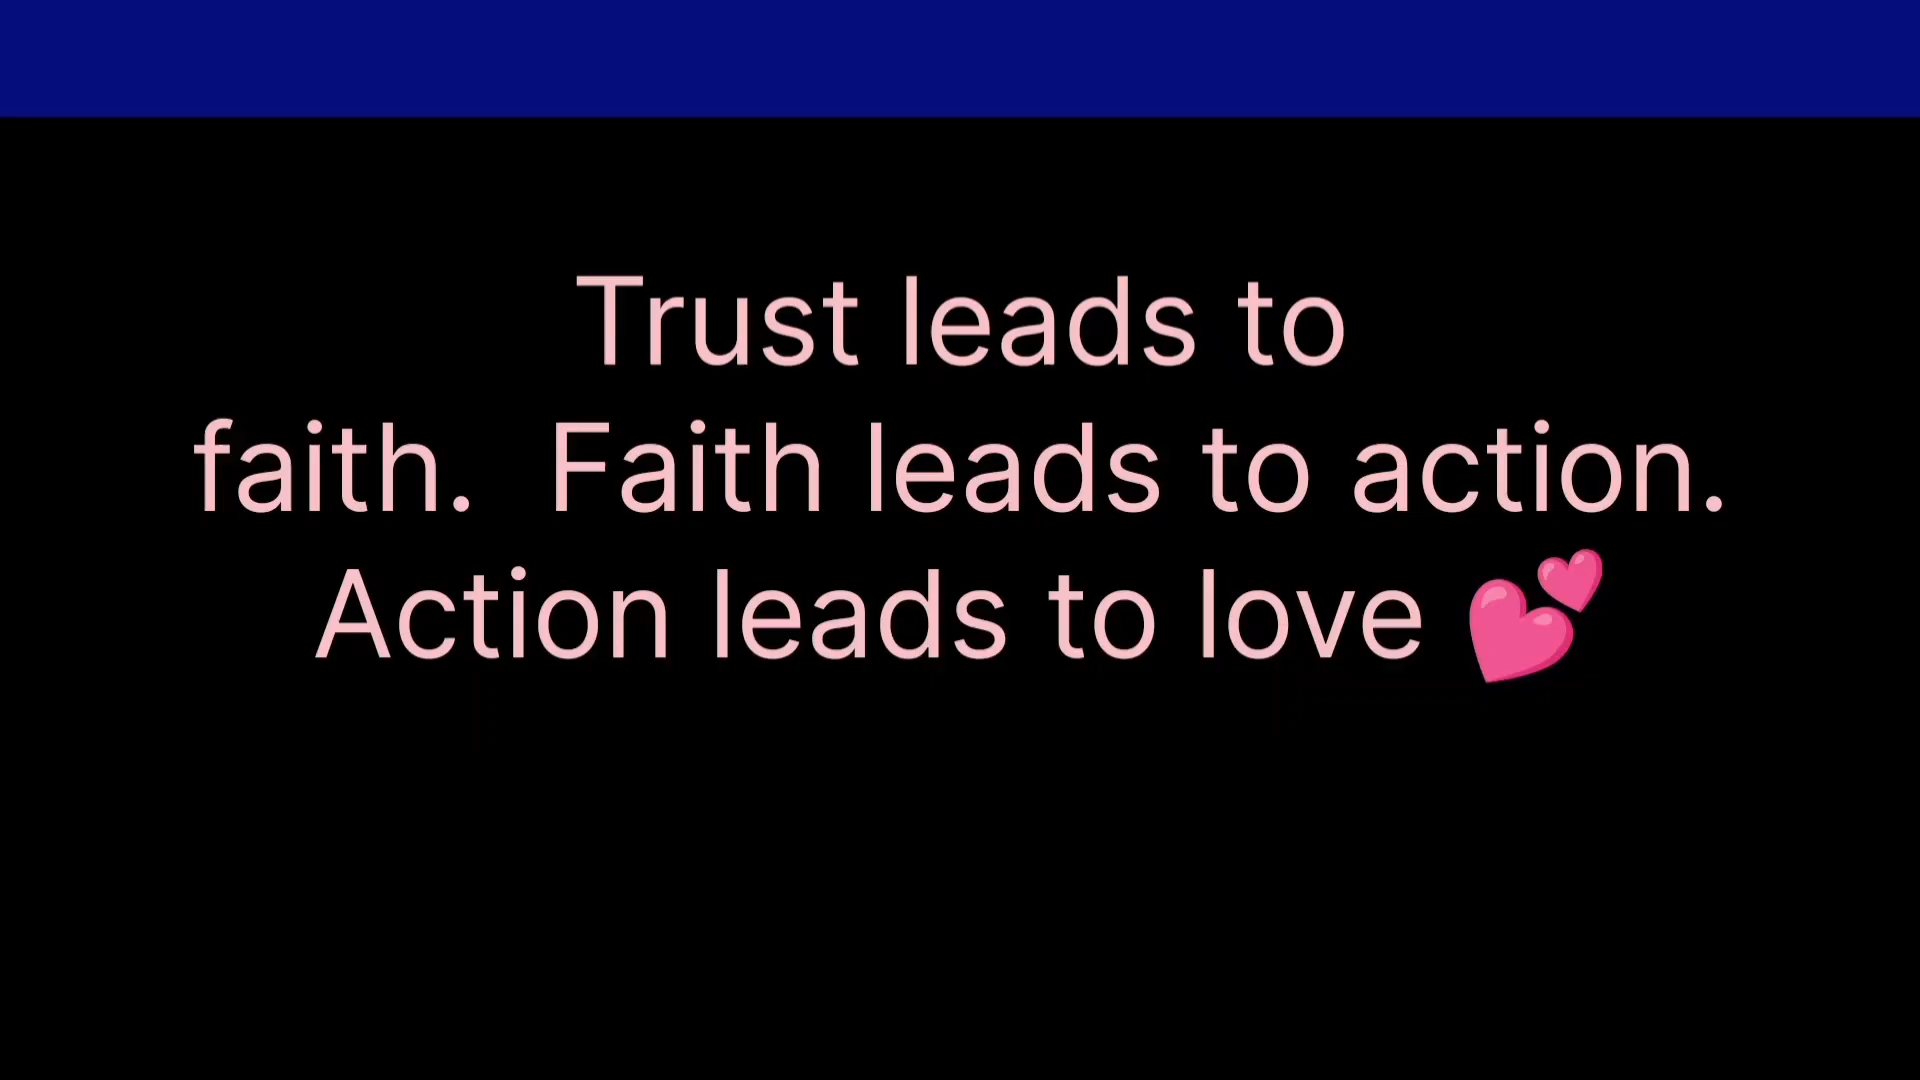 Trust leads to
faith.  Faith leads to action.
Action leads to love 💕